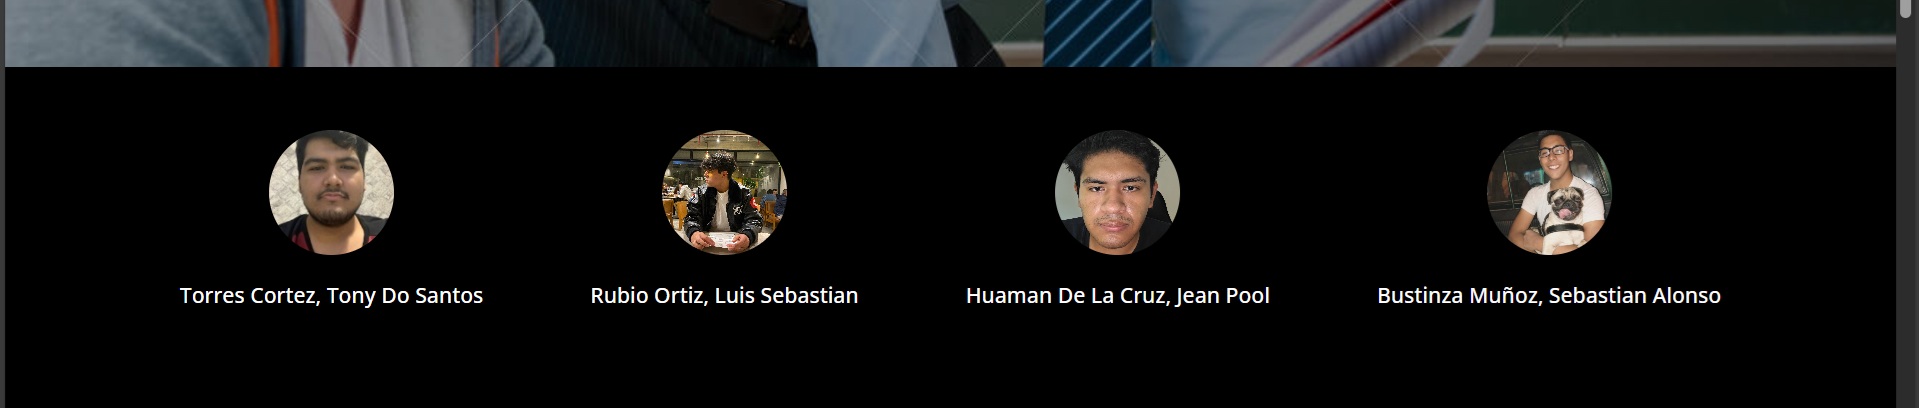 Torres Cortez, Tony Do Santos
Rubio Ortiz, Luis Sebastian
Huaman De La Cruz, Jean Pool
Bustinza Muñoz, Sebastian Alonso